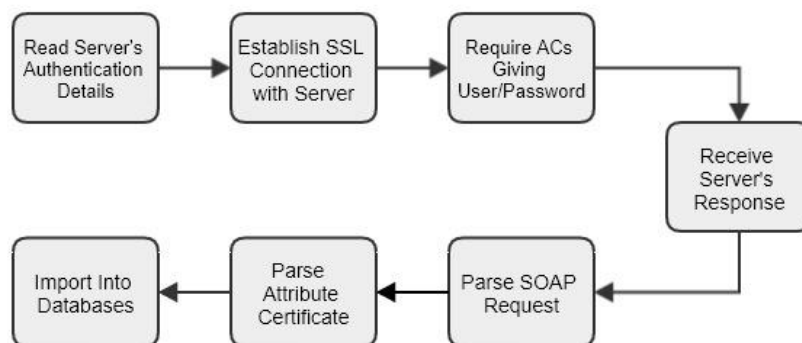 Read Server's
Authentication
Details
Establish SSL
Connection
with Server
Require ACs
Giving
User/Password
Receive
Server's
Response
Parse SOAP
Request
Parse
Attribute
Certificate
Import Into
Databases